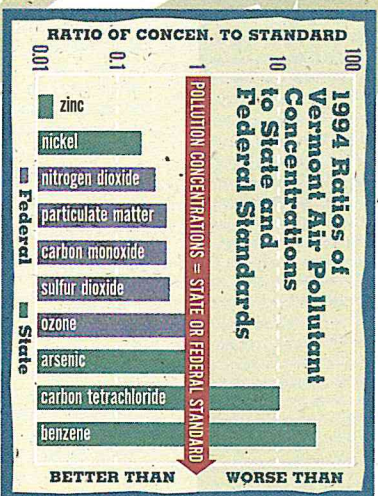 RATIO OF CONCEN. TO STANDARD
0.01
0.1
1
10
100
1994 Ratios of
Vermont Air Pollutant
Concentrations
to State and
Federal Standards
POLLUTION CONCENTRATIONS = STATE OR FEDERAL STANDARD
zinc
nickel
nitrogen dioxide
particulate matter
carbon monoxide
sulfur dioxide
ozone
arsenic
carbon tetrachloride
benzene
Federal
State
BETTER THAN
WORSE THAN